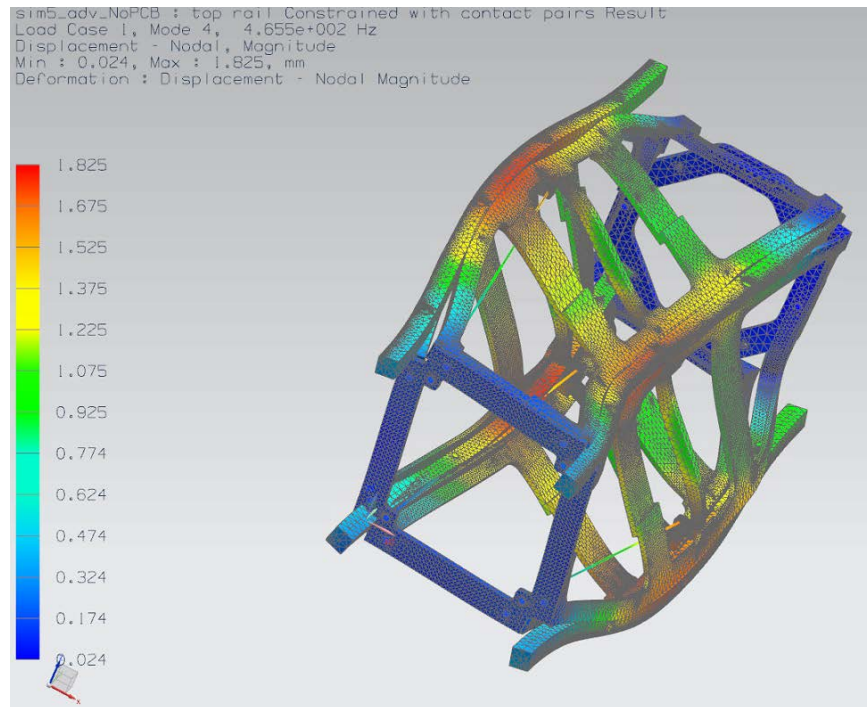 sim5_adv_NoPCB : top rail Constrained with contact pairs Result
Load Case 1, Mode 4, 4.655e+002 Hz
Displacement - Nodal, Magnitude
Min : 0.024, Max : 1.825, mm
Deformation : Displacement - Nodal Magnitude
1.825
1.675
1.525
1.375
1.225
1.075
0.925
0.774
0.624
0.474
0.324
0.174
0.024
x